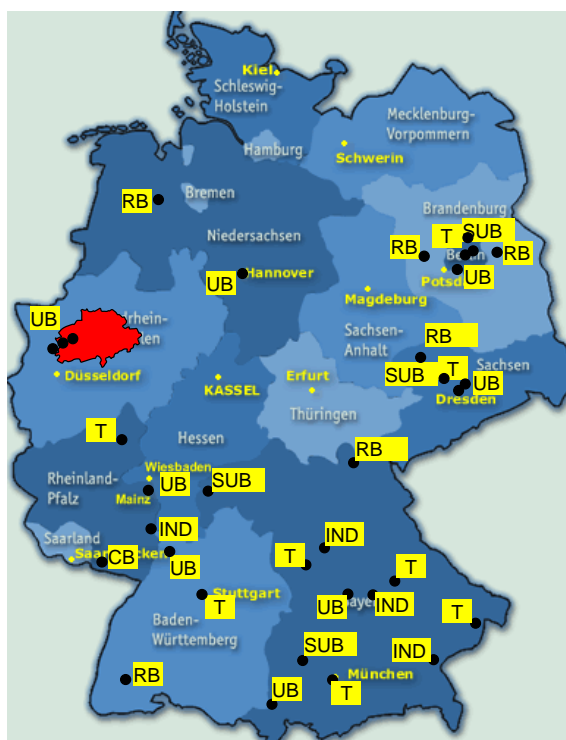 Kiel
Schleswig-
Holstein
Mecklenburg-
Vorpommern
Hamburg
Schwerin
RB
Bremen
Brandenburg
T
SUB
Niedersachsen
RB
RB
UB
Hannover
UB
Magdeburg
UB
Sachsen-
Anhalt
RB
Düsseldorf
KASSEL
Erfurt
SUB
T
Sachsen
UB
Dresden
Thüringen
T
Hessen
RB
Rheinland-
Pfalz
Wiesbaden
UB
SUB
Mainz
IND
Saarland
CB
UB
IND
T
T
Stuttgart
T
UB
IND
T
Baden-
Württemberg
SUB
IND
RB
München
UB
T